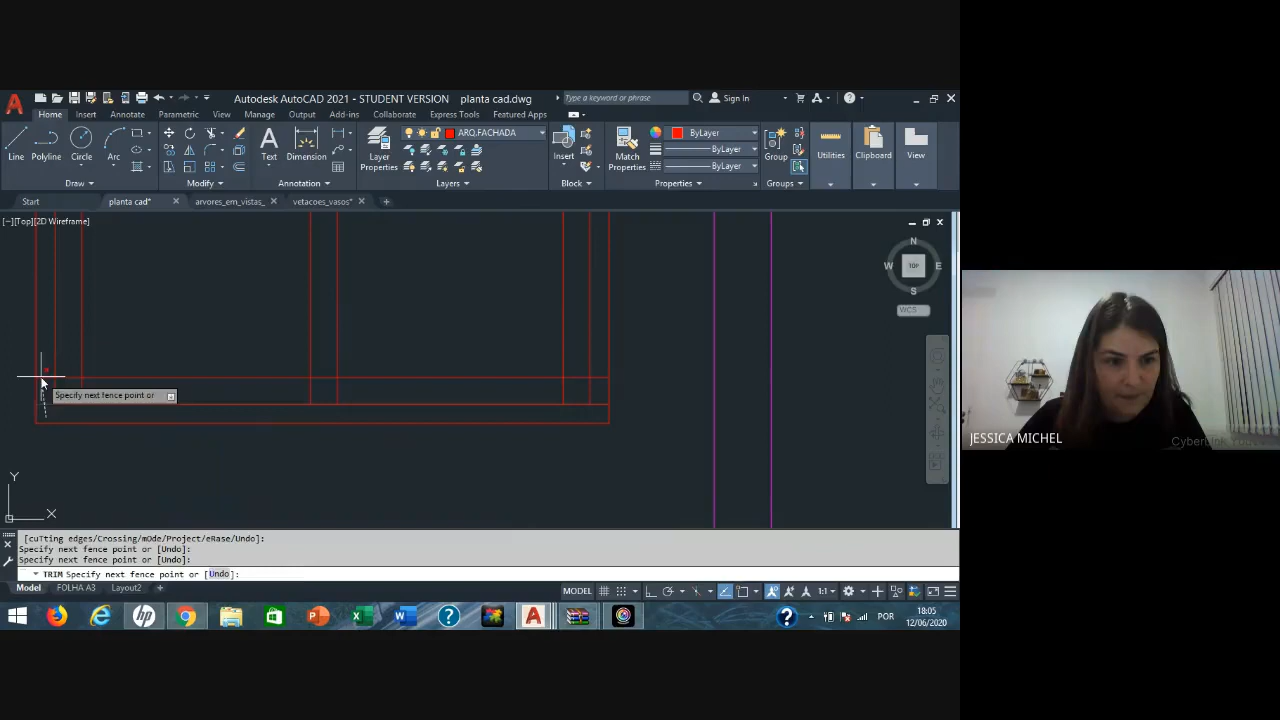 Autodesk AutoCAD 2021 - STUDENT VERSION planta cad.dwg
Type a keyword or phrase
Sign In
Home Insert Annotate Parametric View Manage Output Add-ins Collaborate Express Tools Featured Apps
Line Polyline Circle Arc
Text Dimension
Layer Properties
ARQ.FACHADA
Insert
Match Properties
ByLayer
ByLayer
ByLayer
Group
Utilities
Clipboard
View
Draw Modify Annotation Layers Block Properties Groups
Start planta cad* arvores_em_vistas_ vetacoes_vasos*
[−][Top][2D Wireframe]
N
W TOP E
S
WCS
Specify next fence point or
Y
X
[cuTting edges/Crossing/mOde/Project/eRase/Undo]:
Specify next fence point or [Undo]:
Specify next fence point or [Undo]:
TRIM Specify next fence point or [Undo]:
Model FOLHA A3 Layout2
MODEL
1:1
POR
18:05
12/06/2020
JESSICA MICHEL